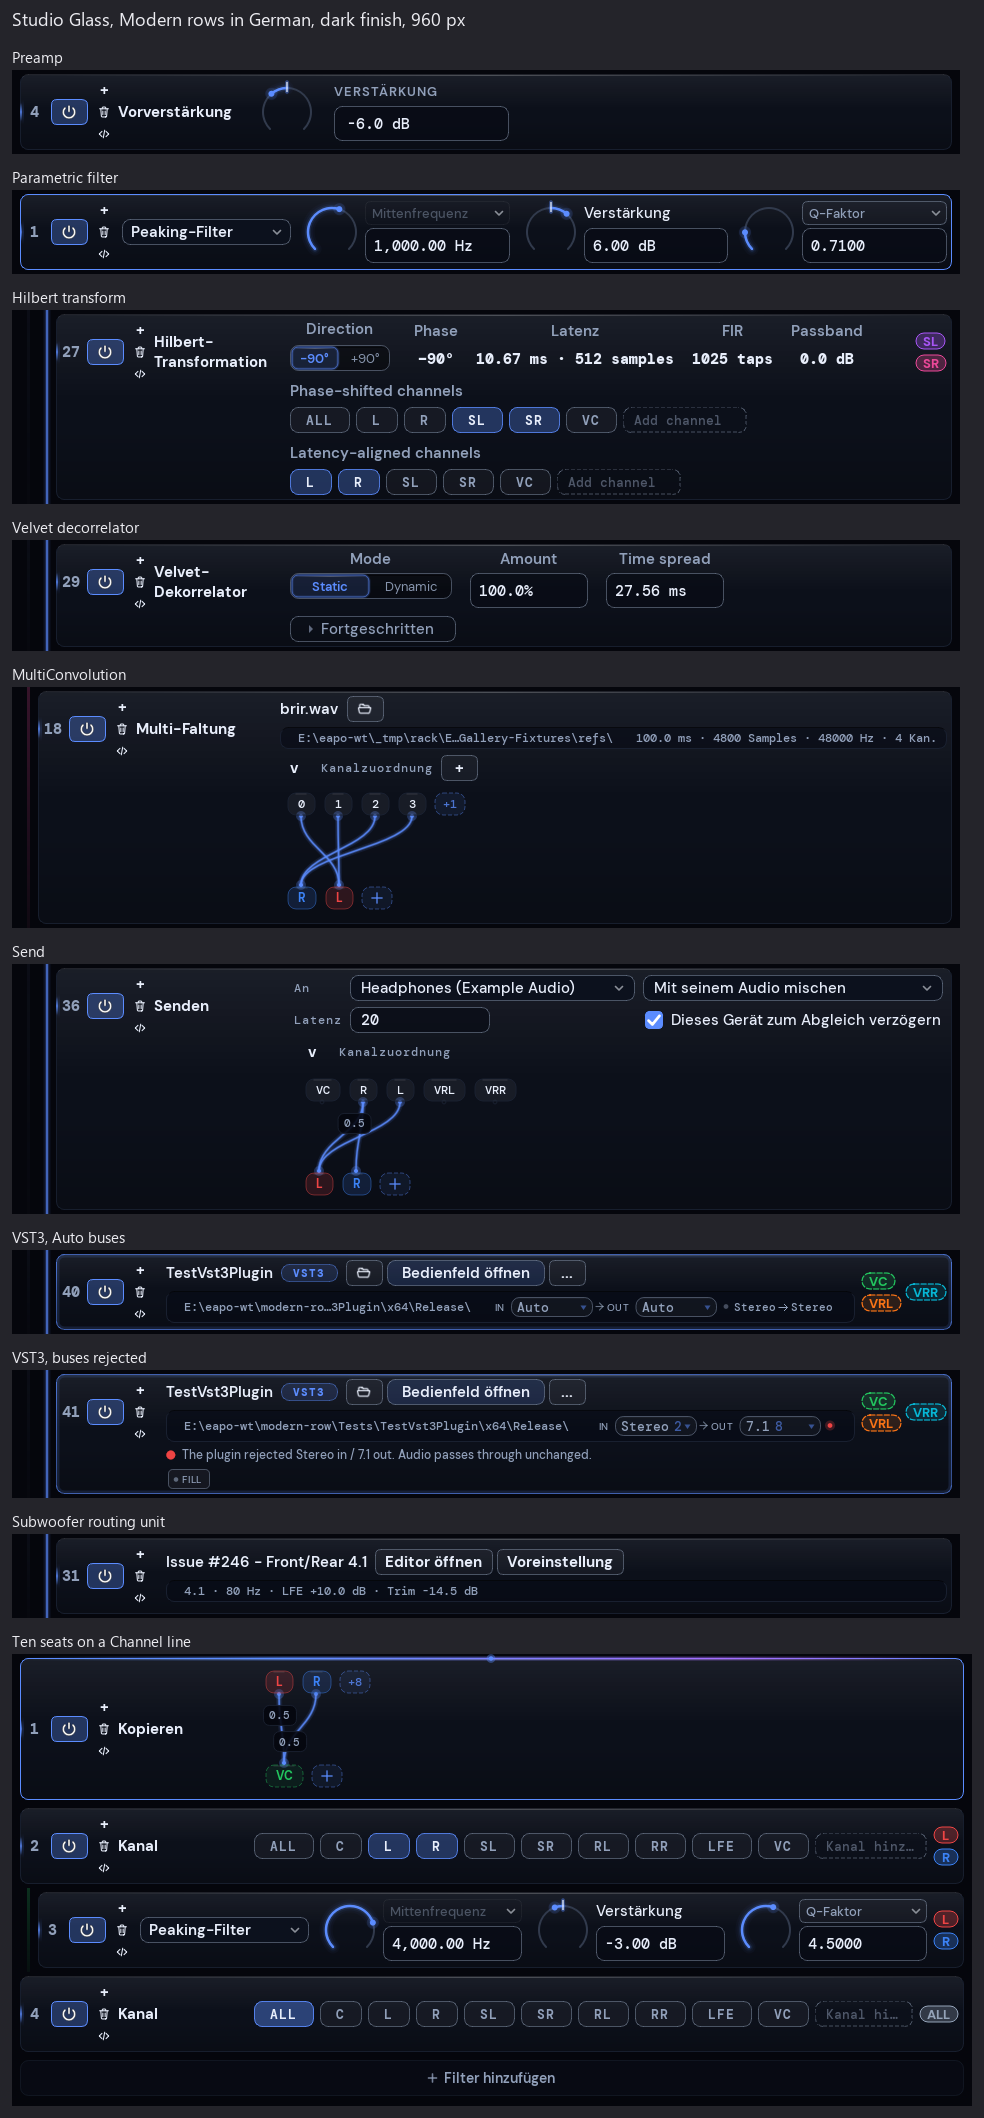 Studio Glass, Modern rows in German, dark finish, 960 px
Preamp
4 + Vorverstärkung VERSTÄRKUNG
-6.0 dB
Parametric filter
1 + Peaking-Filter Mittenfrequenz Verstärkung Q-Faktor
1,000.00 Hz 6.00 dB 0.7100
Hilbert transform
27 + Hilbert-Transformation Direction Phase Latenz FIR Passband
-90° +90° -90° 10.67 ms · 512 samples 1025 taps 0.0 dB SL SR
Phase-shifted channels
ALL L R SL SR VC Add channel
Latency-aligned channels
L R SL SR VC Add channel
Velvet decorrelator
29 + Velvet-Dekorrelator Mode Amount Time spread
Static Dynamic 100.0% 27.56 ms
Fortgeschritten
MultiConvolution
18 + Multi-Faltung brir.wav
E:\eapo-wt\_tmp\rack\E…Gallery-Fixtures\refs\ 100.0 ms · 4800 Samples · 48000 Hz · 4 Kan.
v Kanalzuordnung +
0 1 2 3 +1
R L +
Send
36 + Senden An Headphones (Example Audio) Mit seinem Audio mischen
Latenz 20 Dieses Gerät zum Abgleich verzögern
v Kanalzuordnung
VC R L VRL VRR
0.5
L R +
VST3, Auto buses
40 + TestVst3Plugin VST3 Bedienfeld öffnen ... VC VRL VRR
E:\eapo-wt\modern-ro…3Plugin\x64\Release\ IN Auto → OUT Auto Stereo → Stereo
VST3, buses rejected
41 + TestVst3Plugin VST3 Bedienfeld öffnen ... VC VRL VRR
E:\eapo-wt\modern-row\Tests\TestVst3Plugin\x64\Release\ IN Stereo 2 → OUT 7.1 8
The plugin rejected Stereo in / 7.1 out. Audio passes through unchanged.
FILL
Subwoofer routing unit
31 + Issue #246 - Front/Rear 4.1 Editor öffnen Voreinstellung
4.1 · 80 Hz · LFE +10.0 dB · Trim -14.5 dB
Ten seats on a Channel line
L R +8
0.5
1 + Kopieren
0.5
VC +
2 + Kanal ALL C L R SL SR RL RR LFE VC Kanal hinz… L R
3 + Peaking-Filter Mittenfrequenz Verstärkung Q-Faktor
4,000.00 Hz -3.00 dB 4.5000 L R
4 + Kanal ALL C L R SL SR RL RR LFE VC Kanal hi… ALL
+ Filter hinzufügen